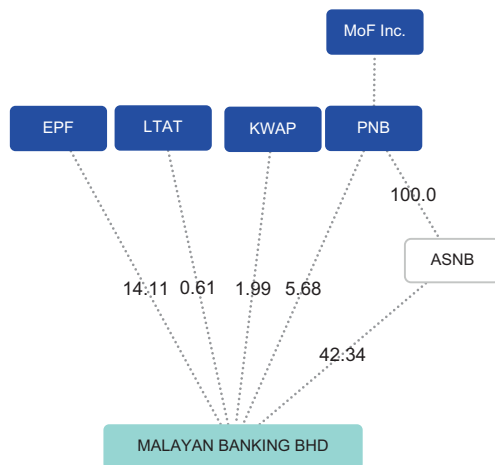 MoF Inc.
EPF
LTAT
KWAP
PNB
100.0
ASNB
14.11
0.61
1.99
5.68
42.34
MALAYAN BANKING BHD